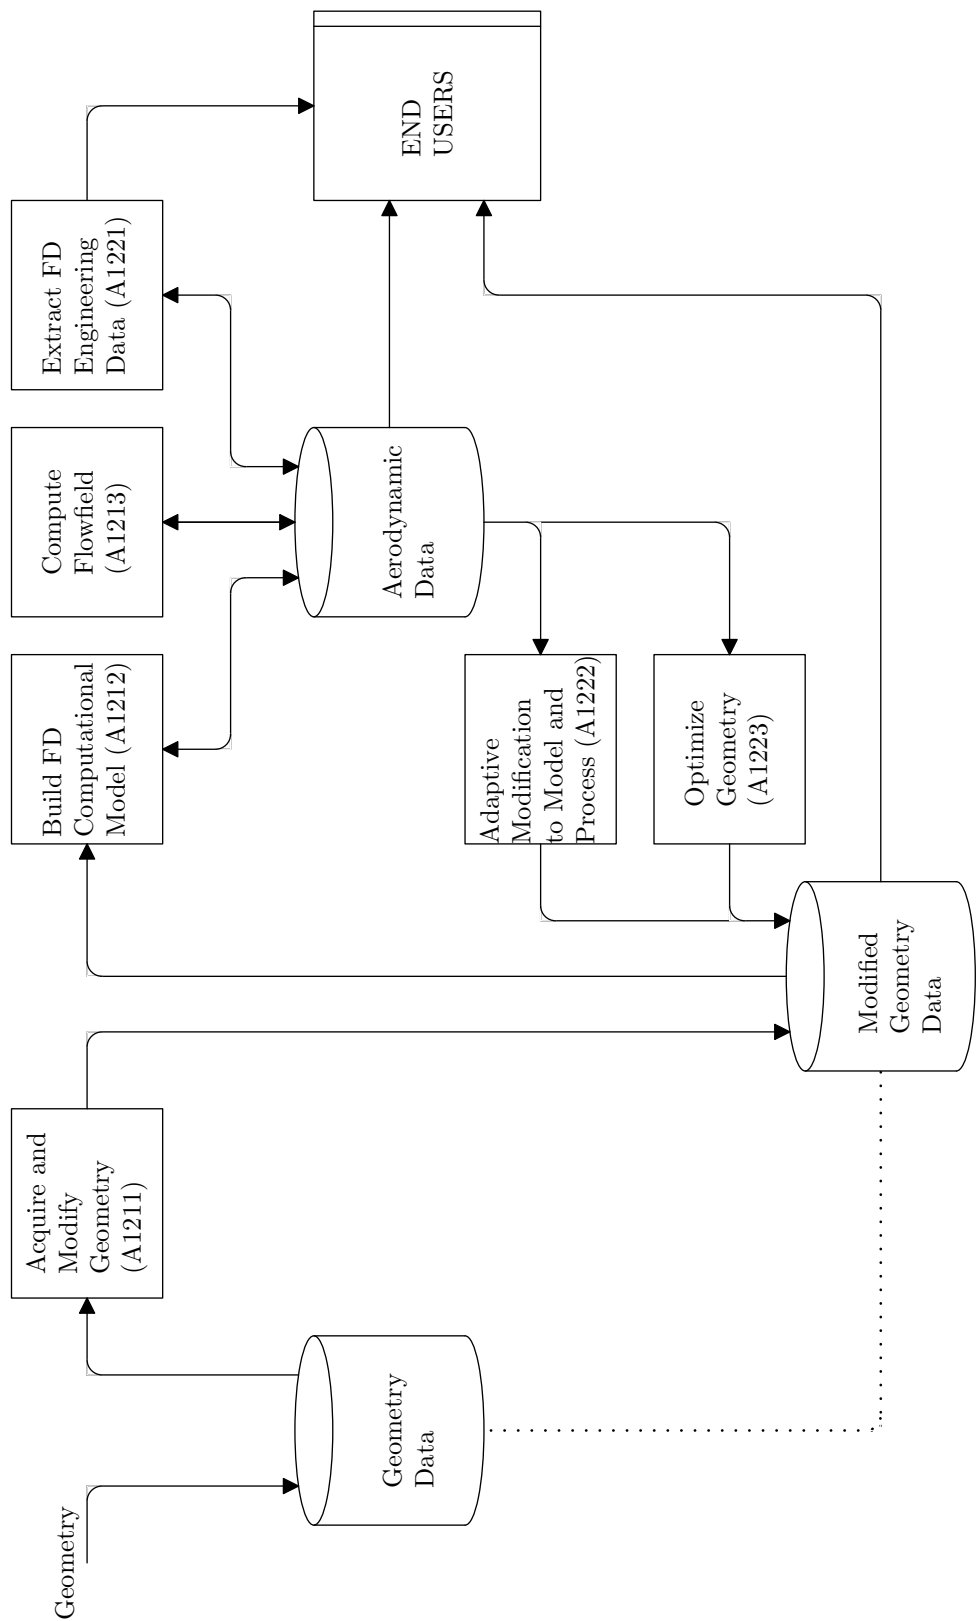 Geometry
Geometry
Data
Acquire and
Modify
Geometry
(A1211)
Modified
Geometry
Data
Build FD
Computational
Model (A1212)
Adaptive
Modification
to Model and
Process (A1222)
Optimize
Geometry
(A1223)
Compute
Flowfield
(A1213)
Aerodynamic
Data
Extract FD
Engineering
Data (A1221)
END
USERS